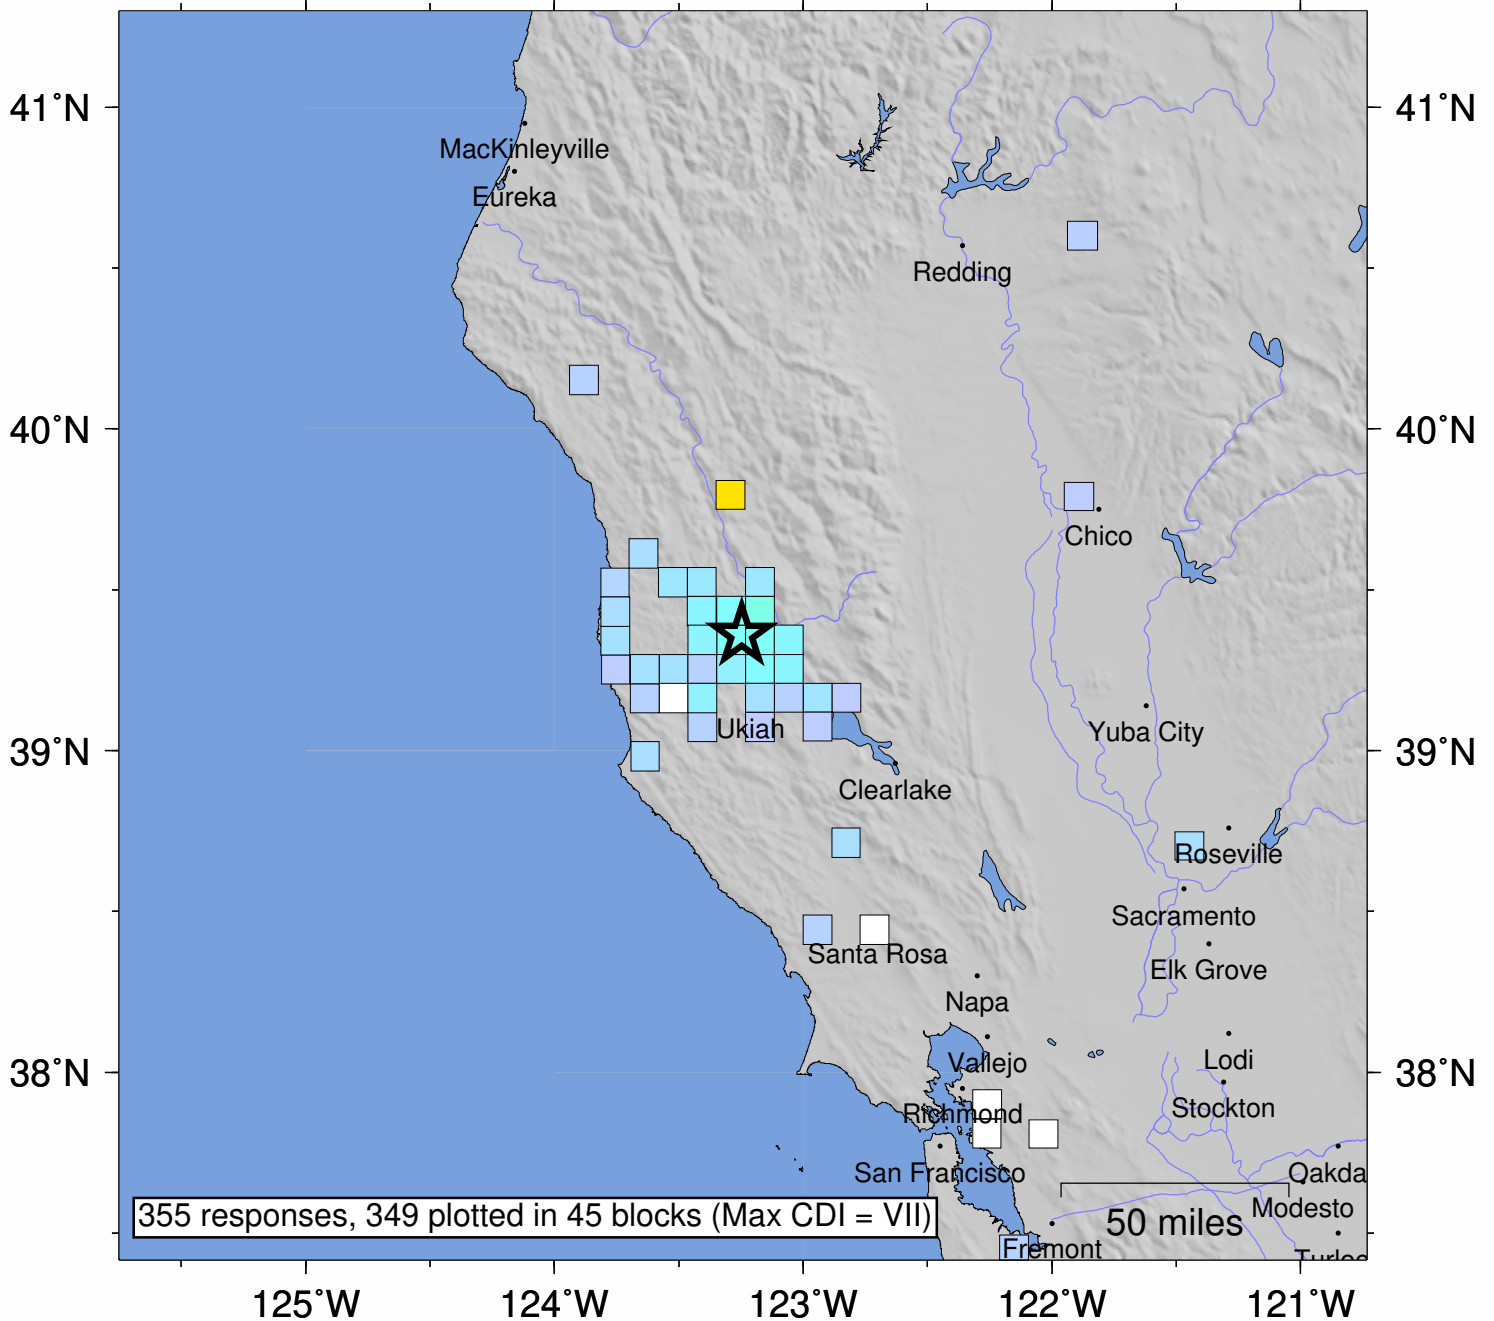 41°N
41°N
MacKinleyville
Eureka
Redding
40°N
40°N
Chico
Ukiah
Yuba City
39°N
39°N
Clearlake
Roseville
Sacramento
Santa Rosa
Elk Grove
Napa
Lodi
Vallejo
38°N
38°N
Richmond
Stockton
San Francisco
Oakda
Modesto
355 responses, 349 plotted in 45 blocks (Max CDI = VII)
50 miles
Fremont
Turloc
125°W
124°W
123°W
122°W
121°W